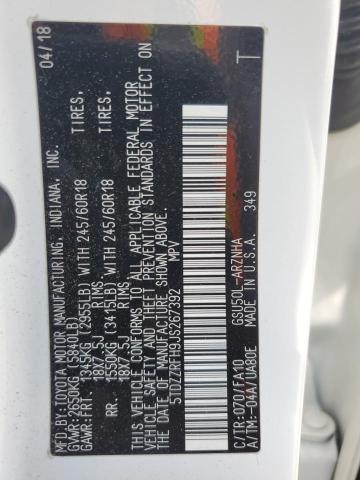 MFD.BY:TOYOTA MOTOR MANUFACTURING, INDIANA, INC. 04/18
GVWR:2650KG (5840LB)
GAWR:FRT. 1345KG (2955LB) WITH 245/60R18 TIRES,
18X7.5J RIMS
RR. 1550KG (3415LB) WITH 245/60R18 TIRES,
18X7.5J RIMS
THIS VEHICLE CONFORMS TO ALL APPLICABLE FEDERAL MOTOR
VEHICLE SAFETY AND THEFT PREVENTION STANDARDS IN EFFECT ON
THE DATE OF MANUFACTURE SHOWN ABOVE.
5TDZZRFH9JS267392 MPV
C/TR:070/FA10 GSU50L-ARZNHA T
A/TM:-04A/UA80E MADE IN U.S.A. 349